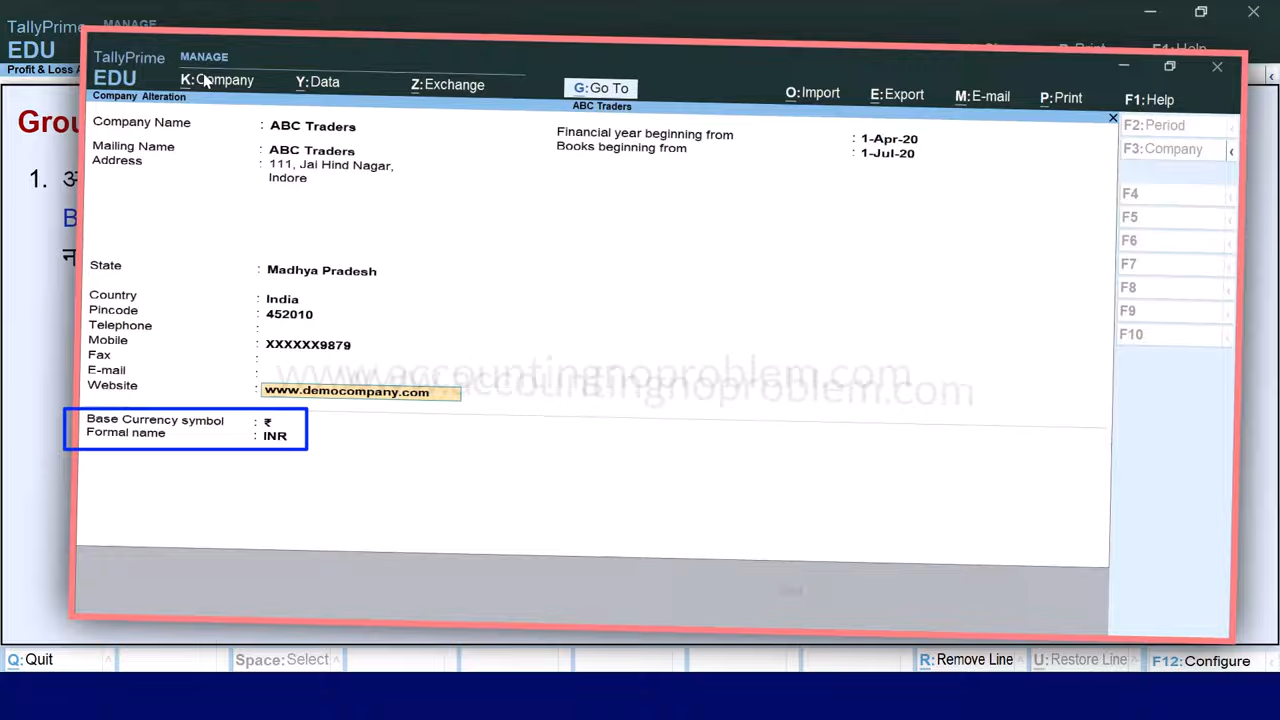 TallyPrime
MANAGE
EDU
TallyPrime
MANAGE
EDU
K:Company
Y:Data
Z:Exchange
G:Go To
O:Import
E:Export
M:E-mail
P:Print
F1:Help
Company Alteration
ABC Traders
Company Name : ABC Traders
Mailing Name : ABC Traders
Address : 111, Jai Hind Nagar,
Indore
State : Madhya Pradesh
Country : India
Pincode : 452010
Telephone :
Mobile : XXXXXX9879
Fax :
E-mail :
Website : www.democompany.com
Base Currency symbol : ₹
Formal name : INR
Financial year beginning from : 1-Apr-20
Books beginning from : 1-Jul-20
F2:Period
F3:Company
F4
F5
F6
F7
F8
F9
F10
www.accountingnoproblem.com
Profit & Loss
1.
Q:Quit
Space:Select
R:Remove Line
U:Restore Line
F12:Configure